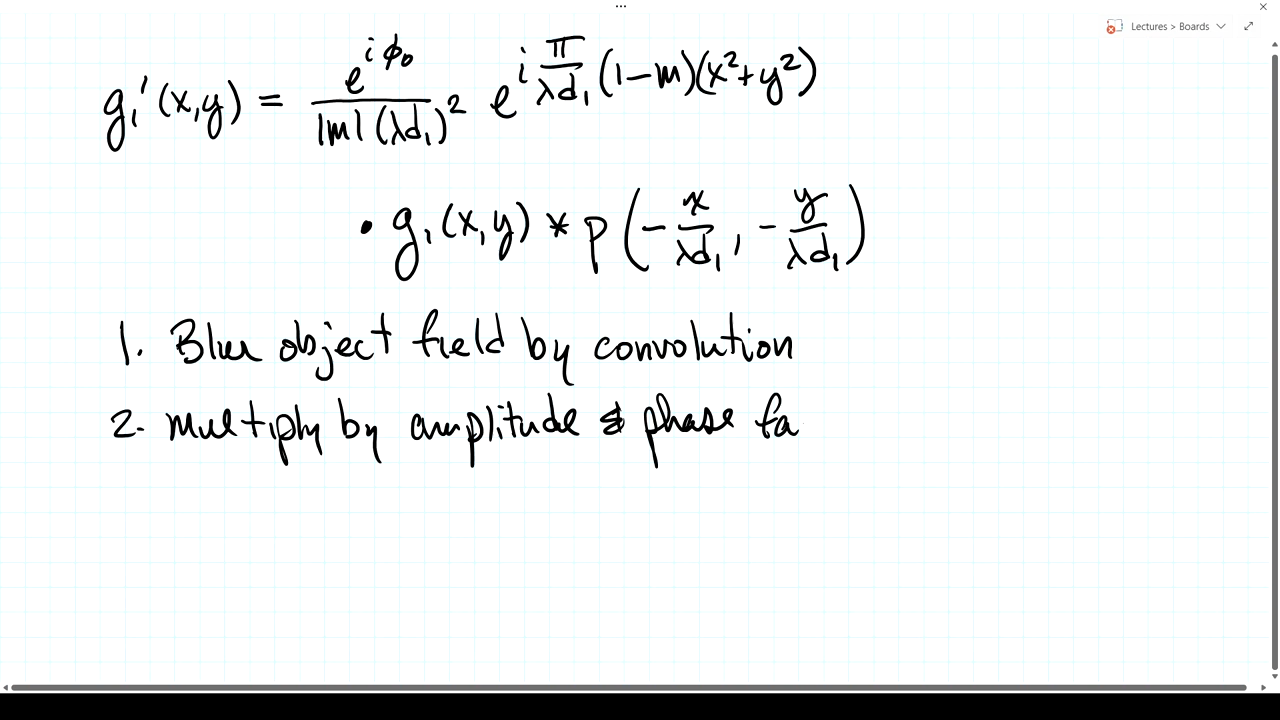 ...
Lectures > Boards
g₁'(x,y) = e^{iϕ₀} / |m| (λd₁)² e^{i π/λd₁ (1-m)(x²+y²)}
• g₁(x,y) * p(-x/λd₁, -y/λd₁)
1. Blur object field by convolution
2. multiply by amplitude & phase fa